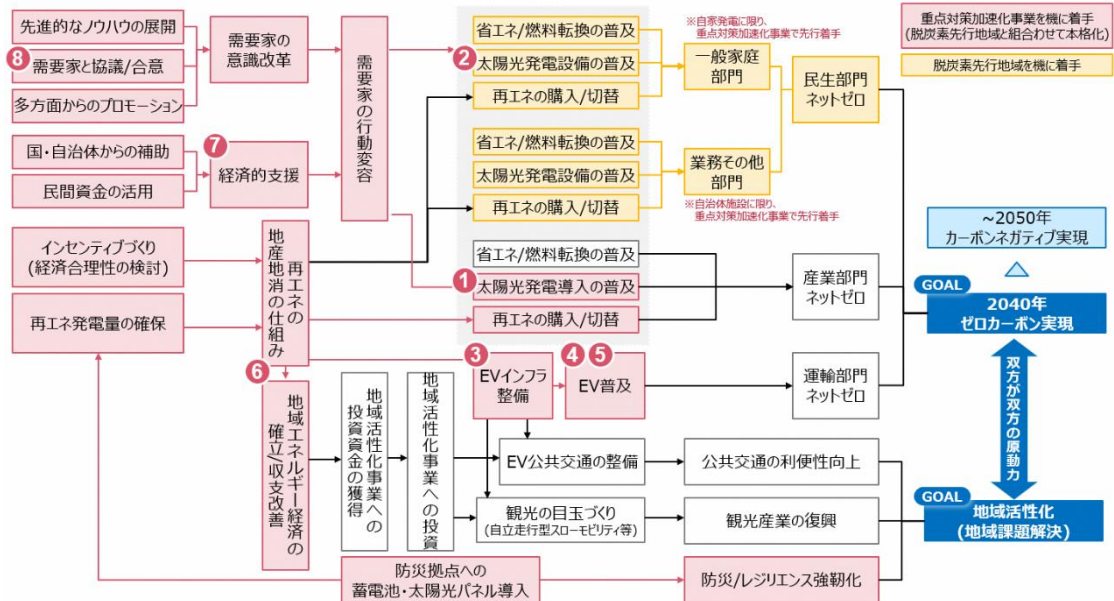 先進的なノウハウの展開
8
需要家と協議/合意
多方面からのプロモーション
需要家の
意識改革
国・自治体からの補助
民間資金の活用
7
経済的支援
需要家の行動変容
インセンティブづくり
(経済合理性の検討)
再エネ発電量の確保
再エネの
地産地消の仕組み
6
地域エネルギー経済の
確立/収支改善
地域活性化事業への
投資資金の獲得
地域活性化事業への投資
2
省エネ/燃料転換の普及
太陽光発電設備の普及
再エネの購入/切替
※自家発電に限り、
重点対策加速化事業で先行着手
一般家庭
部門
民生部門
ネットゼロ
省エネ/燃料転換の普及
太陽光発電設備の普及
再エネの購入/切替
業務その他
部門
※自治体施設に限り、
重点対策加速化事業で先行着手
省エネ/燃料転換の普及
1
太陽光発電導入の普及
再エネの購入/切替
産業部門
ネットゼロ
3
EVインフラ
整備
4
5
EV普及
運輸部門
ネットゼロ
EV公共交通の整備
公共交通の利便性向上
観光の目玉づくり
(自立走行型スローモビリティ等)
観光産業の復興
防災拠点への
蓄電池・太陽光パネル導入
防災/レジリエンス強靭化
重点対策加速化事業を機に着手
(脱炭素先行地域と組合わせて本格化)
脱炭素先行地域を機に着手
~2050年
カーボンネガティブ実現
GOAL
2040年
ゼロカーボン実現
双方が双方の原動力
GOAL
地域活性化
(地域課題解決)